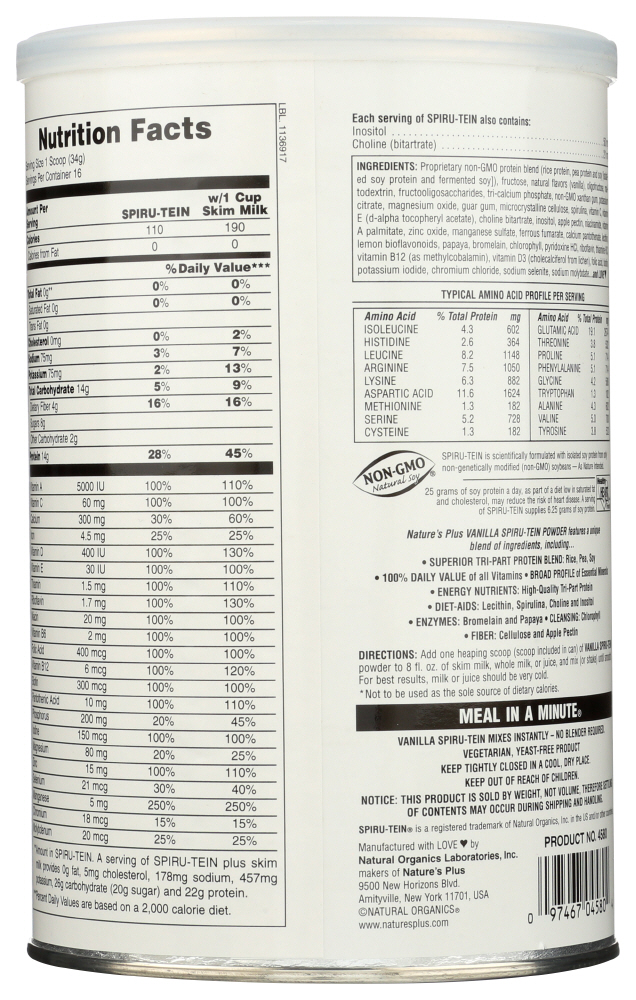 Nutrition Facts
Serving Size 1 Scoop (34g)
Servings Per Container 16
Amount Per Serving SPIRU-TEIN w/1 Cup Skim Milk
Calories 110 190
Calories from Fat 0 0
% Daily Value***
Total Fat 0g** 0% 0%
Saturated Fat 0g 0% 0%
Trans Fat 0g
Cholesterol 0mg 0% 2%
Sodium 75mg 3% 7%
Potassium 75mg 2% 13%
Total Carbohydrate 14g 5% 9%
Dietary Fiber 4g 16% 16%
Sugars 8g
Other Carbohydrate 2g
Protein 14g 28% 45%
Vitamin A 5000 IU 100% 110%
Vitamin C 60 mg 100% 100%
Calcium 300 mg 30% 60%
Iron 4.5 mg 25% 25%
Vitamin D 400 IU 100% 130%
Vitamin E 30 IU 100% 100%
Thiamin 1.5 mg 100% 110%
Riboflavin 1.7 mg 100% 130%
Niacin 20 mg 100% 100%
Vitamin B6 2 mg 100% 100%
Folic Acid 400 mcg 100% 100%
Vitamin B12 6 mcg 100% 120%
Biotin 300 mcg 100% 100%
Pantothenic Acid 10 mg 100% 110%
Phosphorus 200 mg 20% 45%
Iodine 150 mcg 100% 100%
Magnesium 80 mg 20% 25%
Zinc 15 mg 100% 110%
Selenium 21 mcg 30% 40%
Manganese 5 mg 250% 250%
Chromium 18 mcg 15% 15%
Molybdenum 20 mcg 25% 25%
**Amount in SPIRU-TEIN. A serving of SPIRU-TEIN plus skim
milk provides 0g fat, 5mg cholesterol, 178mg sodium, 457mg
potassium, 26g carbohydrate (20g sugar) and 22g protein.
***Percent Daily Values are based on a 2,000 calorie diet.
LBL. 1136917
Each serving of SPIRU-TEIN also contains:
Inositol
Choline (bitartrate)
INGREDIENTS: Proprietary non-GMO protein blend (rice protein, pea protein and
ed soy protein and fermented soy]), fructose, natural flavors (vanilla),
todextrin, fructooligosaccharides, tri-calcium phosphate, non-GMO xanthan gum, potassium
citrate, magnesium oxide, guar gum, microcrystalline cellulose, spirulina, vitamin C,
E (d-alpha tocopheryl acetate), choline bitartrate, inositol, apple pectin, niacinamide,
A palmitate, zinc oxide, manganese sulfate, ferrous fumarate, calcium pantothenate,
lemon bioflavonoids, papaya, bromelain, chlorophyll, pyridoxine HCl, riboflavin,
vitamin B12 (as methylcobalamin), vitamin D3 (cholecalciferol from lichen), folic acid,
potassium iodide, chromium chloride, sodium selenite, sodium molybdate...and LOVE
TYPICAL AMINO ACID PROFILE PER SERVING
Amino Acid % Total Protein mg Amino Acid % Total Protein
ISOLEUCINE 4.3 602 GLUTAMIC ACID 19.1
HISTIDINE 2.6 364 THREONINE 3.8
LEUCINE 8.2 1148 PROLINE 5.1
ARGININE 7.5 1050 PHENYLALANINE 5.1
LYSINE 6.3 882 GLYCINE 4.2
ASPARTIC ACID 11.6 1624 TRYPTOPHAN 1.3
METHIONINE 1.3 182 ALANINE 4.3
SERINE 5.2 728 VALINE 5.0
CYSTEINE 1.3 182 TYROSINE 3.8
NON-GMO
Natural Soy
SPIRU-TEIN is scientifically formulated with isolated soy protein from
non-genetically modified (non-GMO) soybeans — As Nature Intended.
25 grams of soy protein a day, as part of a diet low in saturated fat
and cholesterol, may reduce the risk of heart disease. A serving
of SPIRU-TEIN supplies 6.25 grams of soy protein.
Nature's Plus VANILLA SPIRU-TEIN POWDER features a unique
blend of ingredients, including...
• SUPERIOR TRI-PART PROTEIN BLEND: Rice, Pea, Soy
• 100% DAILY VALUE of all Vitamins • BROAD PROFILE of Essential Minerals
• ENERGY NUTRIENTS: High-Quality Tri-Part Protein
• DIET-AIDS: Lecithin, Spirulina, Choline and Inositol
• ENZYMES: Bromelain and Papaya • CLEANSING: Chlorophyll
• FIBER: Cellulose and Apple Pectin
DIRECTIONS: Add one heaping scoop (scoop included in can) of VANILLA SPIRU-TEIN
powder to 8 fl. oz. of skim milk, whole milk, or juice, and mix (or shake) until
For best results, milk or juice should be very cold.
*Not to be used as the sole source of dietary calories.
MEAL IN A MINUTE®
VANILLA SPIRU-TEIN MIXES INSTANTLY – NO BLENDER REQUIRED.
VEGETARIAN, YEAST-FREE PRODUCT
KEEP TIGHTLY CLOSED IN A COOL, DRY PLACE.
KEEP OUT OF REACH OF CHILDREN.
NOTICE: THIS PRODUCT IS SOLD BY WEIGHT, NOT VOLUME, THEREFORE SETTLING
OF CONTENTS MAY OCCUR DURING SHIPPING AND HANDLING.
SPIRU-TEIN® is a registered trademark of Natural Organics, Inc. in the US and/or other
Manufactured with LOVE ♥ by
Natural Organics Laboratories, Inc.
makers of Nature's Plus
9500 New Horizons Blvd.
Amityville, New York 11701, USA
©NATURAL ORGANICS®
www.naturesplus.com
PRODUCT NO. 4580
0 97467 04580